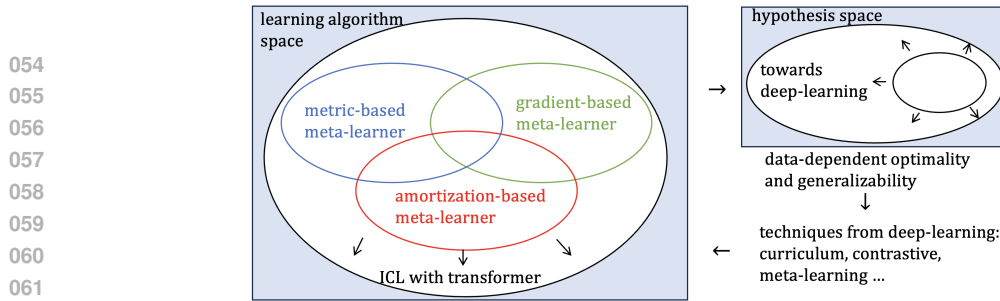 054
055
056
057
058
059
060
061
learning algorithm
space
metric-based
meta-learner
gradient-based
meta-learner
amortization-based
meta-learner
ICL with transformer
hypothesis space
towards
deep-learning
data-dependent optimality
and generalizability
techniques from deep-learning:
curriculum, contrastive,
meta-learning ...